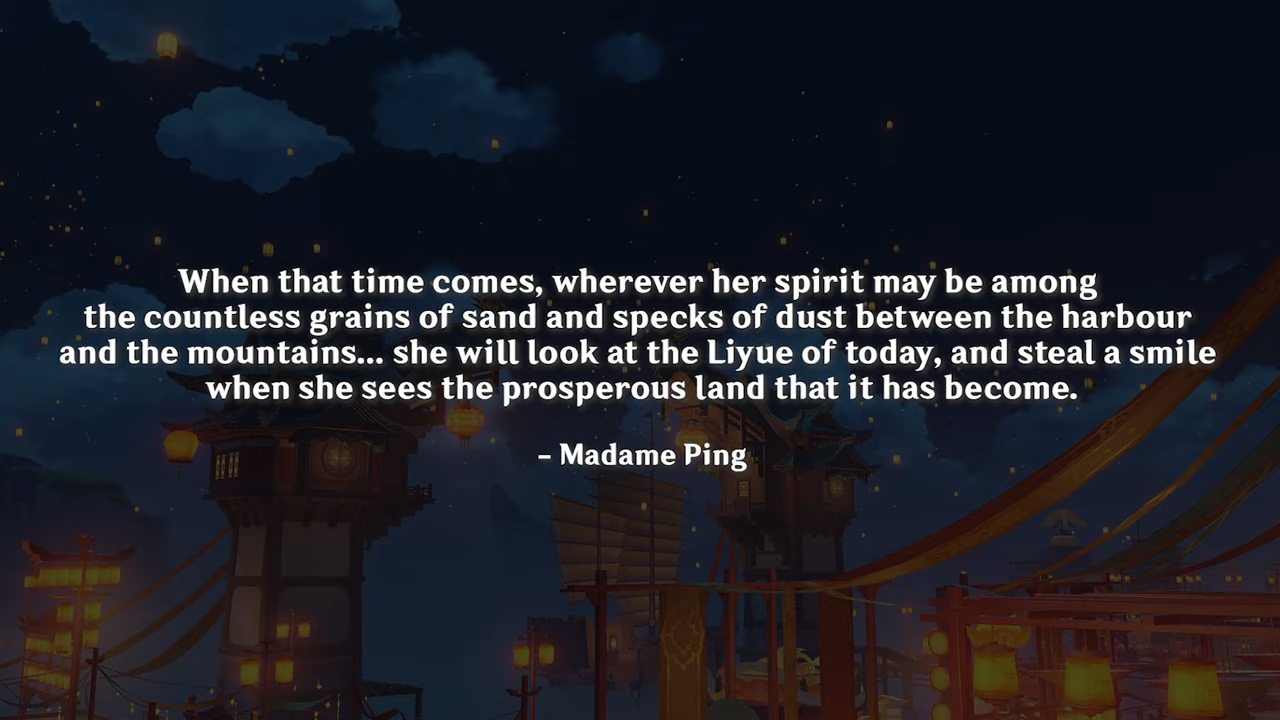 When that time comes, wherever her spirit may be among
the countless grains of sand and specks of dust between the harbour
and the mountains... she will look at the Liyue of today, and steal a smile
when she sees the prosperous land that it has become.
– Madame Ping